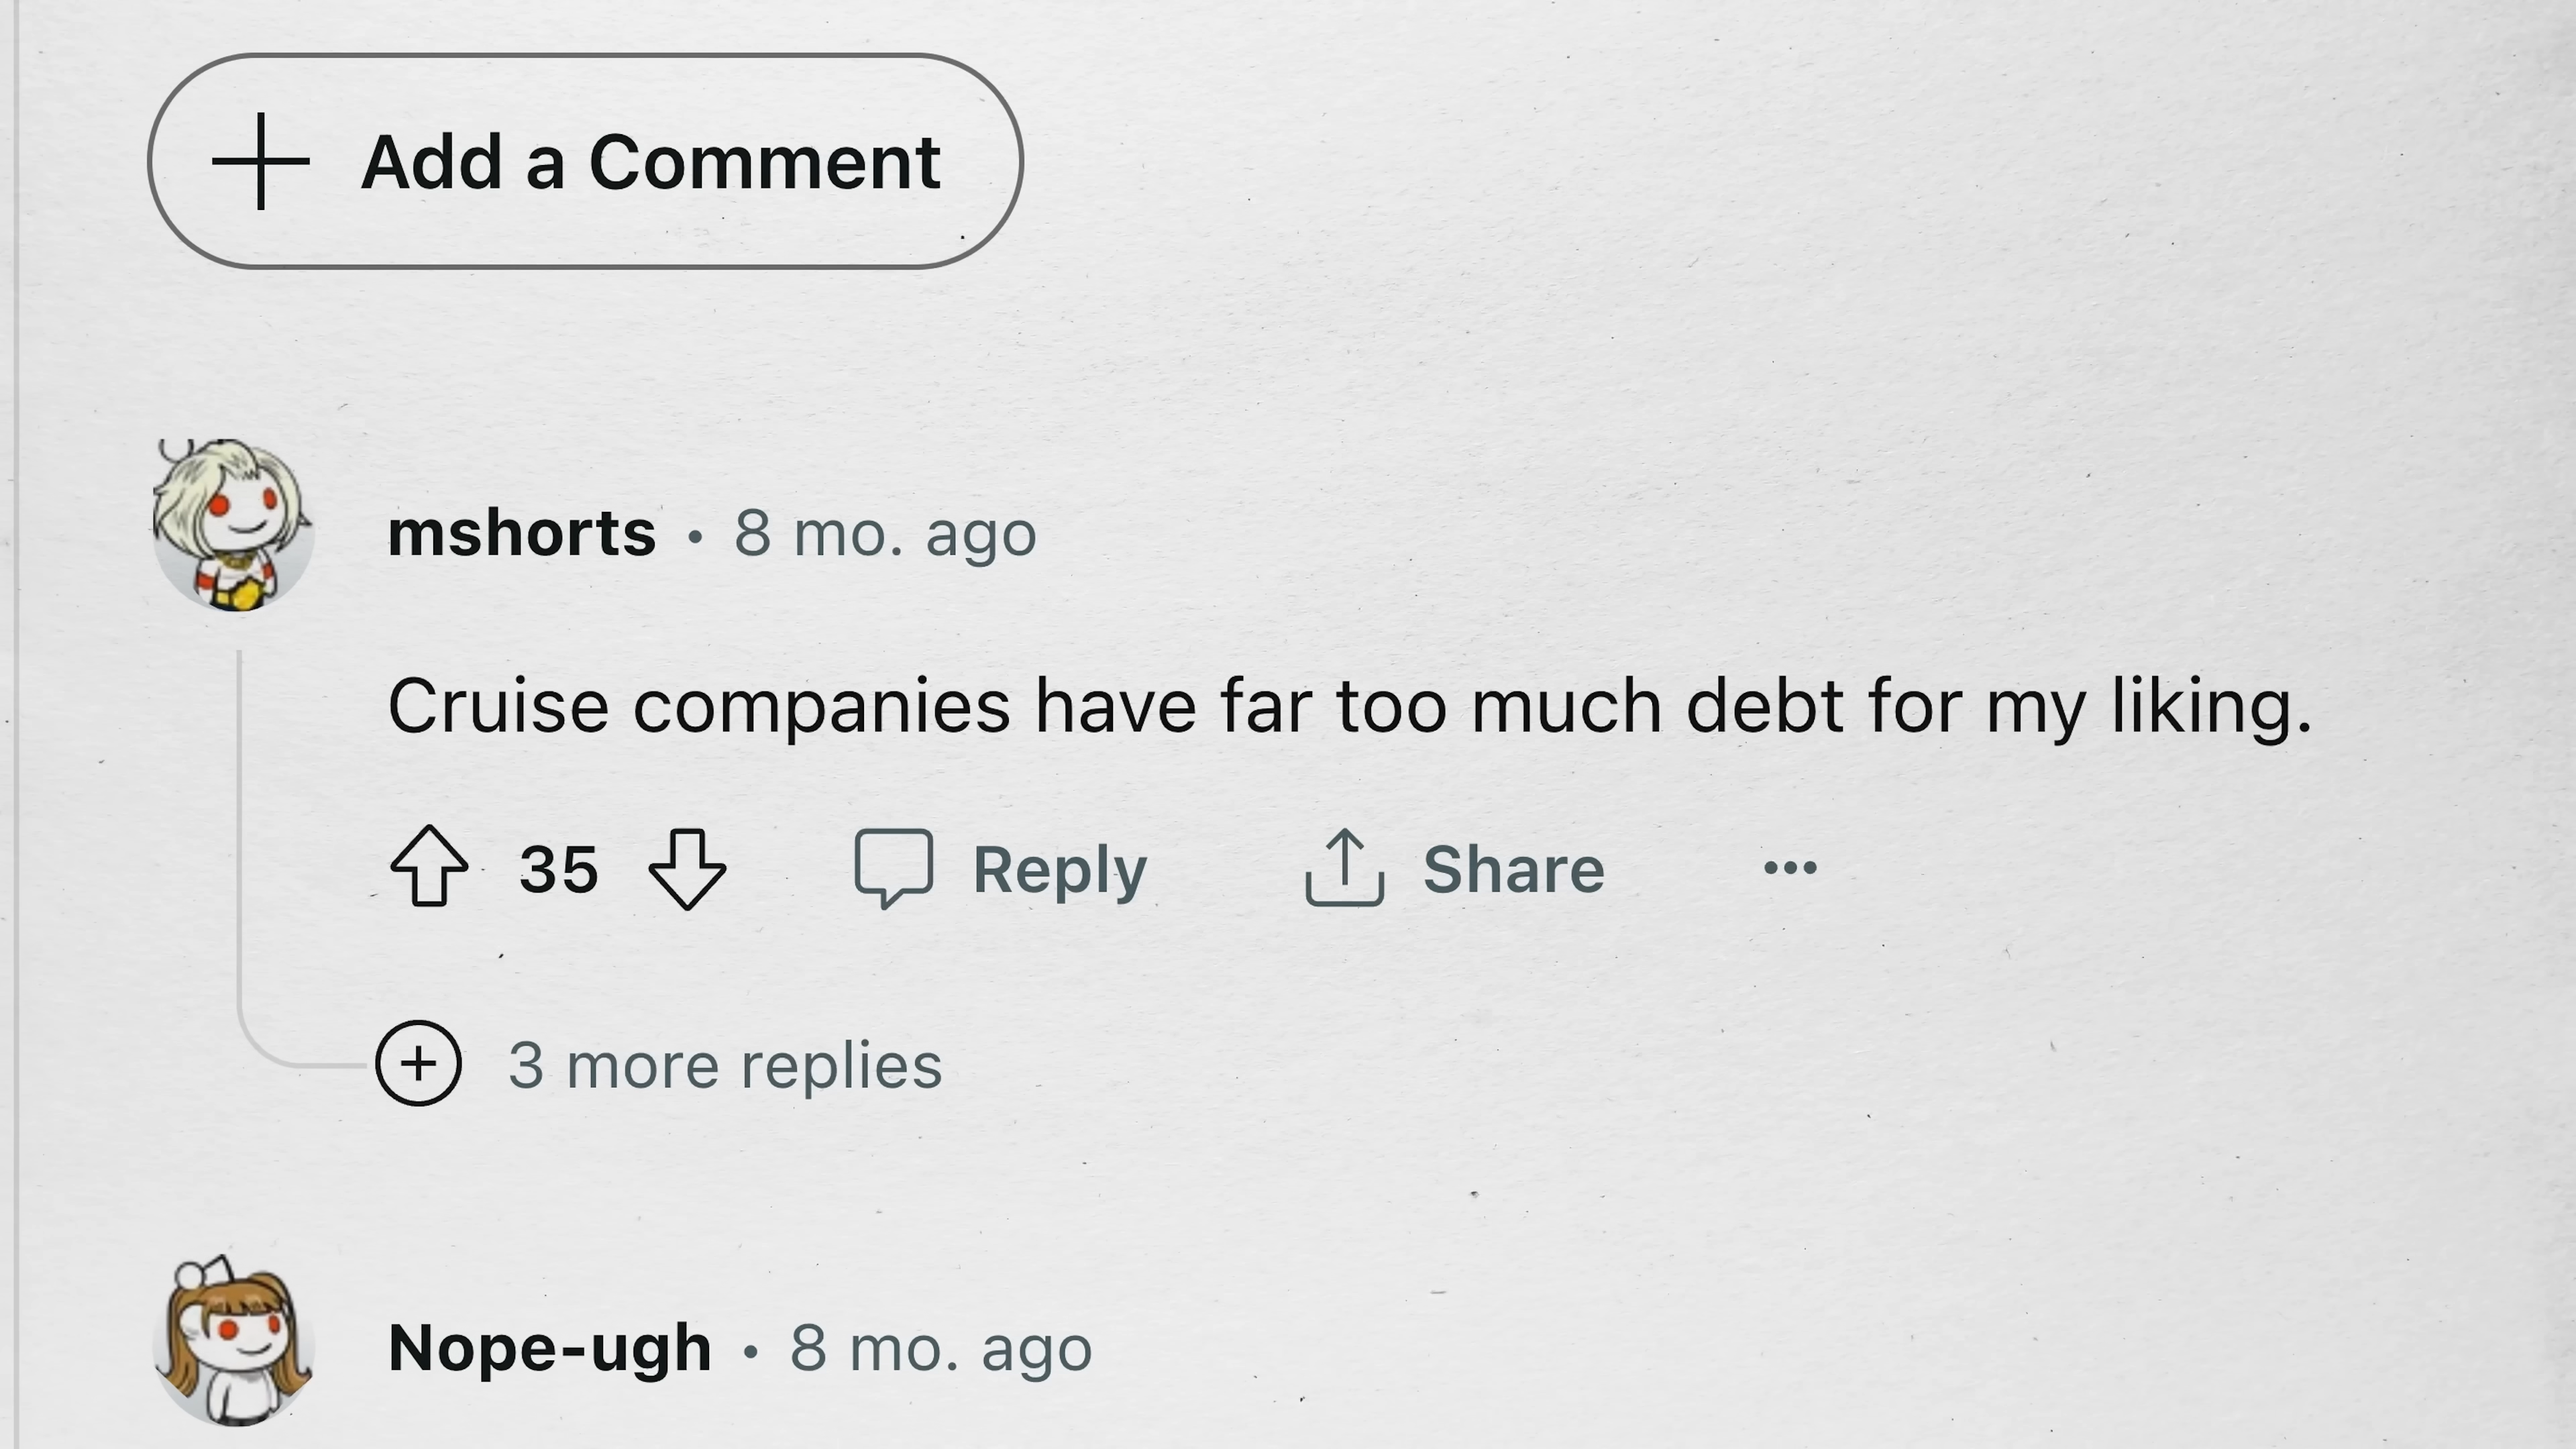 Add a Comment
mshorts • 8 mo. ago
Cruise companies have far too much debt for my liking.
35 Reply Share ...
3 more replies
Nope-ugh • 8 mo. ago